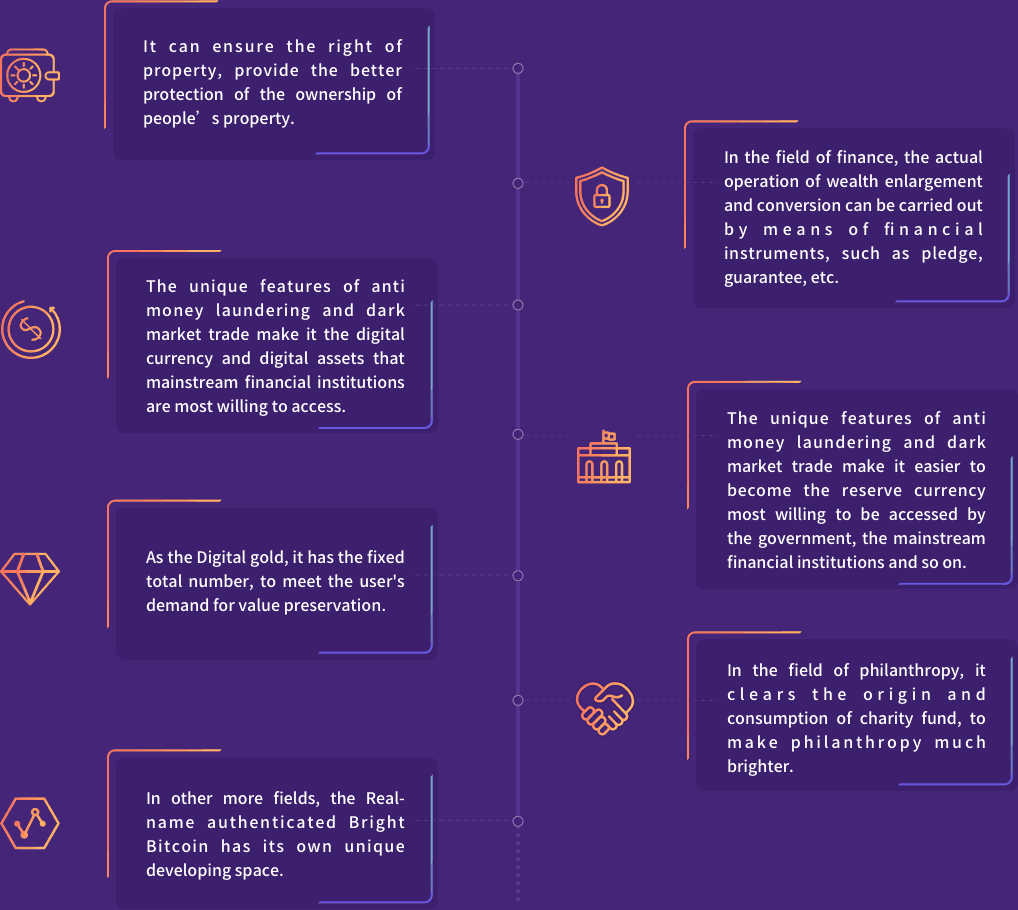 It can ensure the right of
property, provide the better
protection of the ownership of
people’s property.
In the field of finance, the actual
operation of wealth enlargement
and conversion can be carried out
by means of financial
instruments, such as pledge,
guarantee, etc.
The unique features of anti
money laundering and dark
market trade make it the digital
currency and digital assets that
mainstream financial institutions
are most willing to access.
The unique features of anti
money laundering and dark
market trade make it easier to
become the reserve currency
most willing to be accessed by
the government, the mainstream
financial institutions and so on.
As the Digital gold, it has the fixed
total number, to meet the user's
demand for value preservation.
In the field of philanthropy, it
clears the origin and
consumption of charity fund, to
make philanthropy much
brighter.
In other more fields, the Real-
name authenticated Bright
Bitcoin has its own unique
developing space.